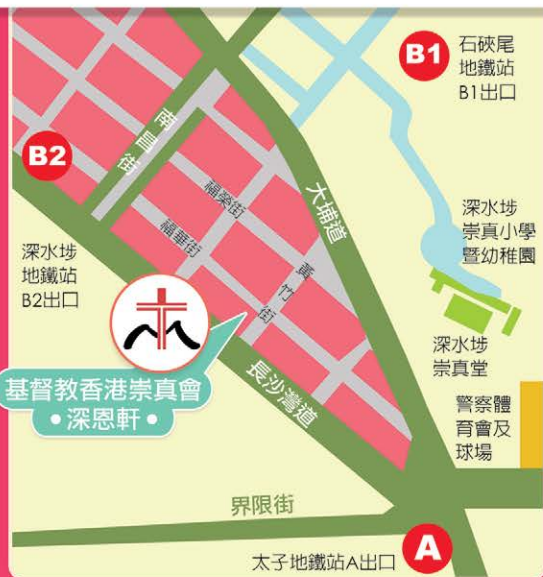 B1
石硤尾
地鐵站
B1出口
B2
深水埗
地鐵站
B2出口
南昌街
福榮街
福華街
大埔道
黃竹街
長沙灣道
深水埗
崇真小學
暨幼稚園
深水埗
崇真堂
警察體
育會及
球場
基督教香港崇真會
•深恩軒•
界限街
太子地鐵站A出口
A